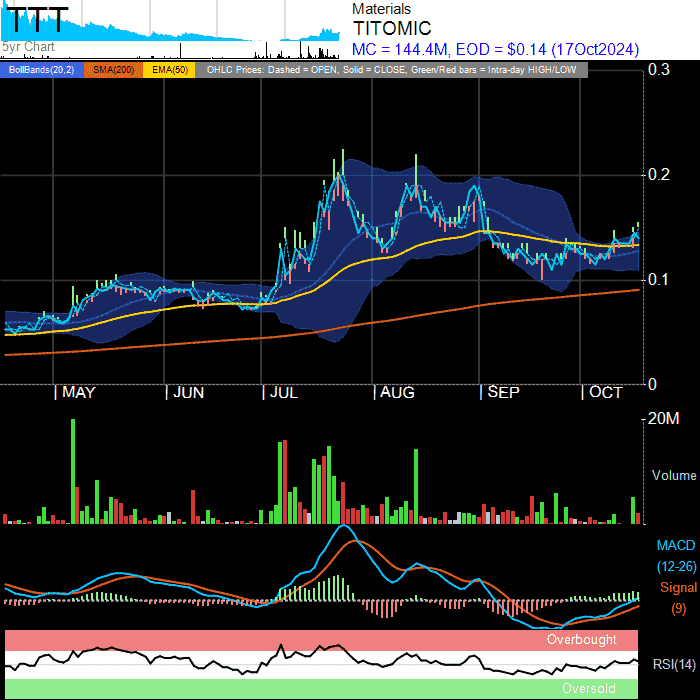 TTT
5yr Chart
Materials
TITOMIC
MC = 144.4M, EOD = $0.14 (17Oct2024)
BollBands(20,2) SMA(200) EMA(50) OHLC Prices: Dashed = OPEN, Solid = CLOSE, Green/Red bars = Intra-day HIGH/LOW
0.3
0.2
0.1
0
MAY JUN JUL AUG SEP OCT
20M
Volume
MACD
(12-26)
Signal
(9)
Overbought
RSI(14)
Oversold